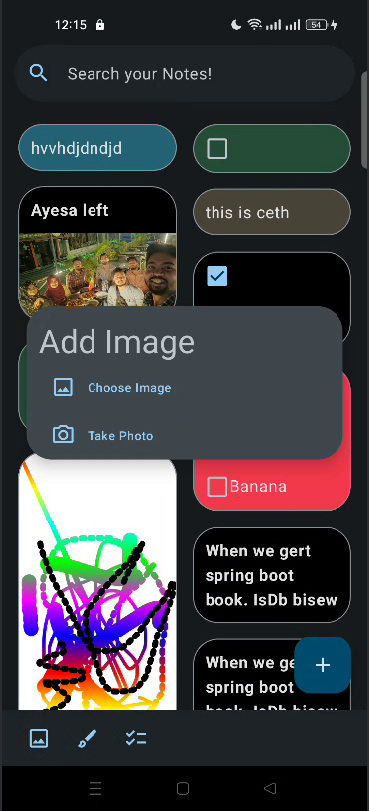 12:15
54
Search your Notes!
hvvhdjdndjd
Ayesa left
this is ceth
Add Image
Choose Image
Take Photo
Banana
When we gert
spring boot
book. IsDb bisew
When we ge
spring boot